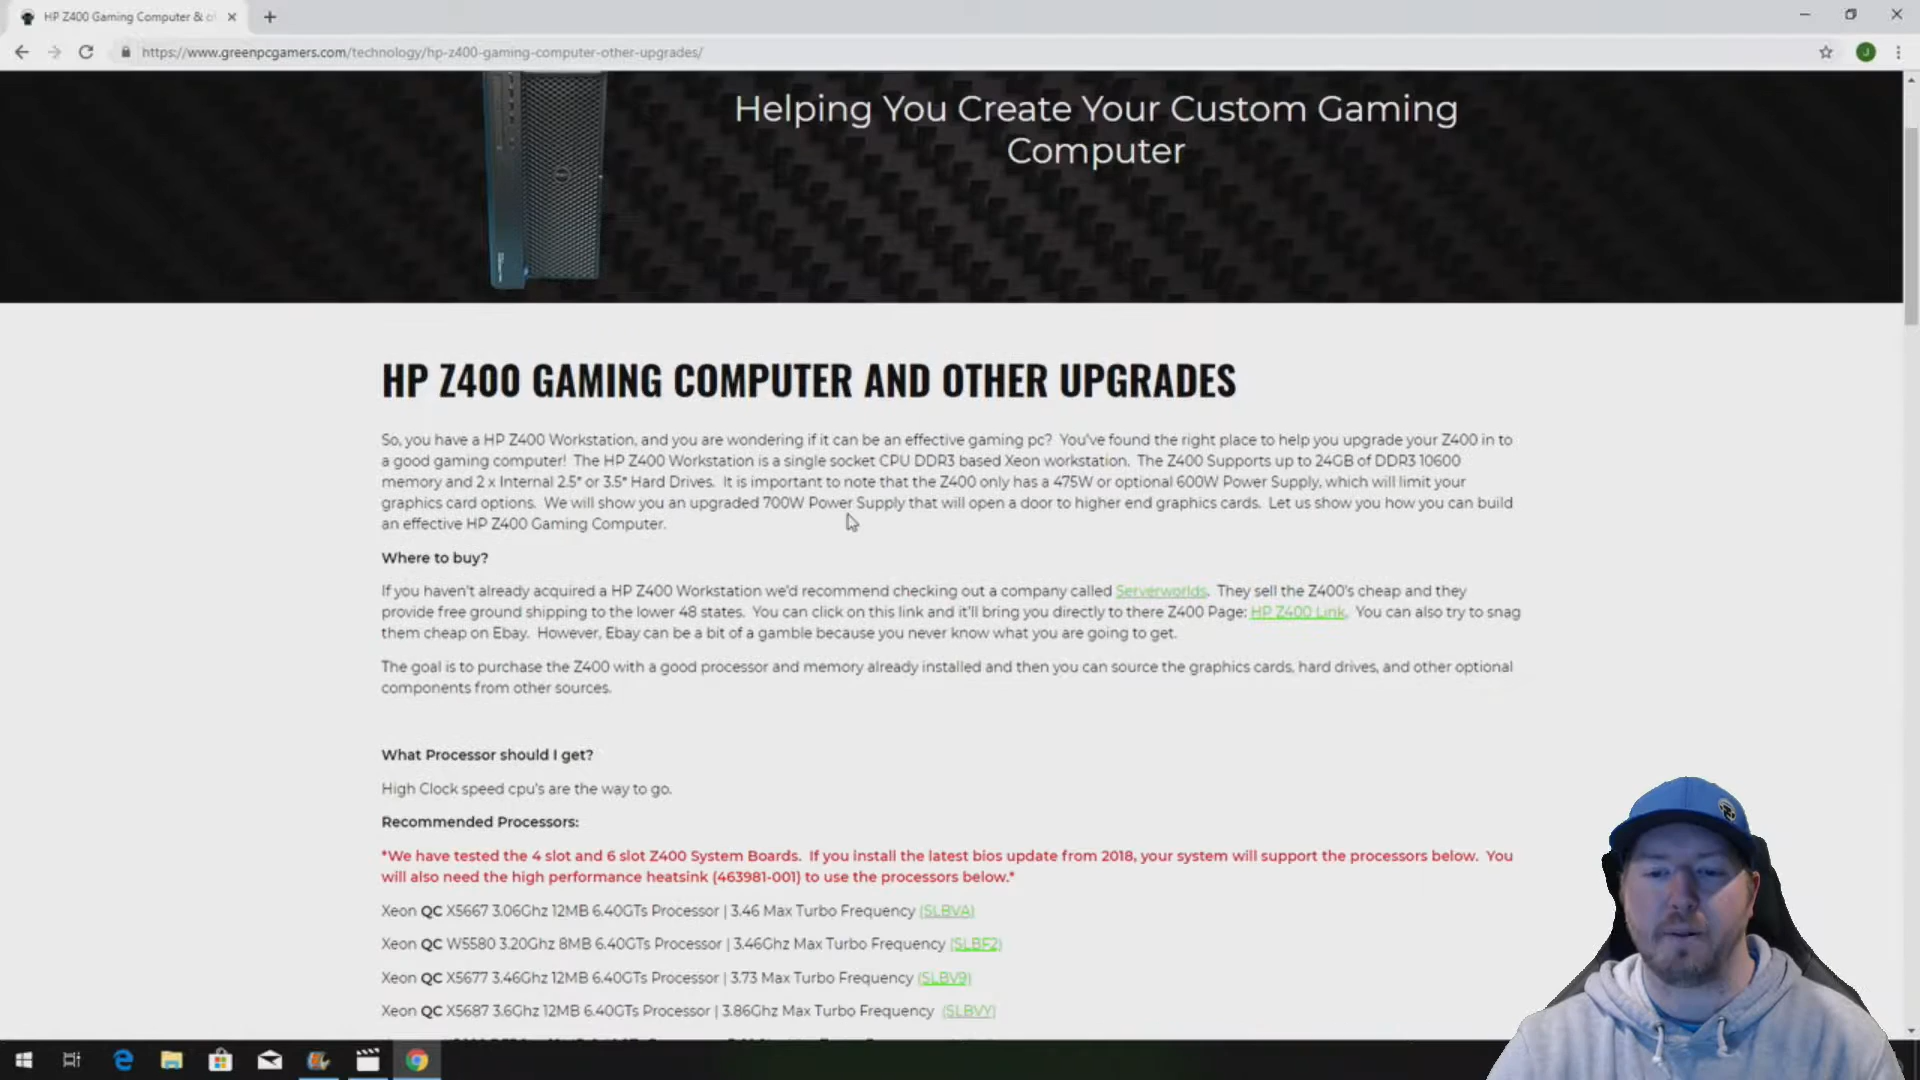 HP Z400 Gaming Computer & o
https://www.greenpcgamers.com/technology/hp-z400-gaming-computer-other-upgrades/
J
Helping You Create Your Custom Gaming
Computer
HP Z400 GAMING COMPUTER AND OTHER UPGRADES
So, you have a HP Z400 Workstation, and you are wondering if it can be an effective gaming pc?  You've found the right place to help you upgrade your Z400 in to
a good gaming computer!  The HP Z400 Workstation is a single socket CPU DDR3 based Xeon workstation.  The Z400 Supports up to 24GB of DDR3 10600
memory and 2 x Internal 2.5" or 3.5" Hard Drives.  It is important to note that the Z400 only has a 475W or optional 600W Power Supply, which will limit your
graphics card options.  We will show you an upgraded 700W Power Supply that will open a door to higher end graphics cards.  Let us show you how you can build
an effective HP Z400 Gaming Computer.
Where to buy?
If you haven't already acquired a HP Z400 Workstation we'd recommend checking out a company called Serverworlds.  They sell the Z400's cheap and they
provide free ground shipping to the lower 48 states.  You can click on this link and it'll bring you directly to there Z400 Page: HP Z400 Link.  You can also try to snag
them cheap on Ebay.  However, Ebay can be a bit of a gamble because you never know what you are going to get.
The goal is to purchase the Z400 with a good processor and memory already installed and then you can source the graphics cards, hard drives, and other optional
components from other sources.
What Processor should I get?
High Clock speed cpu's are the way to go.
Recommended Processors:
*We have tested the 4 slot and 6 slot Z400 System Boards.  If you install the latest bios update from 2018, your system will support the processors below.  You
will also need the high performance heatsink (463981-001) to use the processors below.*
Xeon QC X5667 3.06Ghz 12MB 6.40GTs Processor | 3.46 Max Turbo Frequency (SLBVA)
Xeon QC W5580 3.20Ghz 8MB 6.40GTs Processor | 3.46Ghz Max Turbo Frequency (SLBF2)
Xeon QC X5677 3.46Ghz 12MB 6.40GTs Processor | 3.73 Max Turbo Frequency (SLBV9)
Xeon QC X5687 3.6Ghz 12MB 6.40GTs Processor | 3.86Ghz Max Turbo Frequency  (SLBVY)